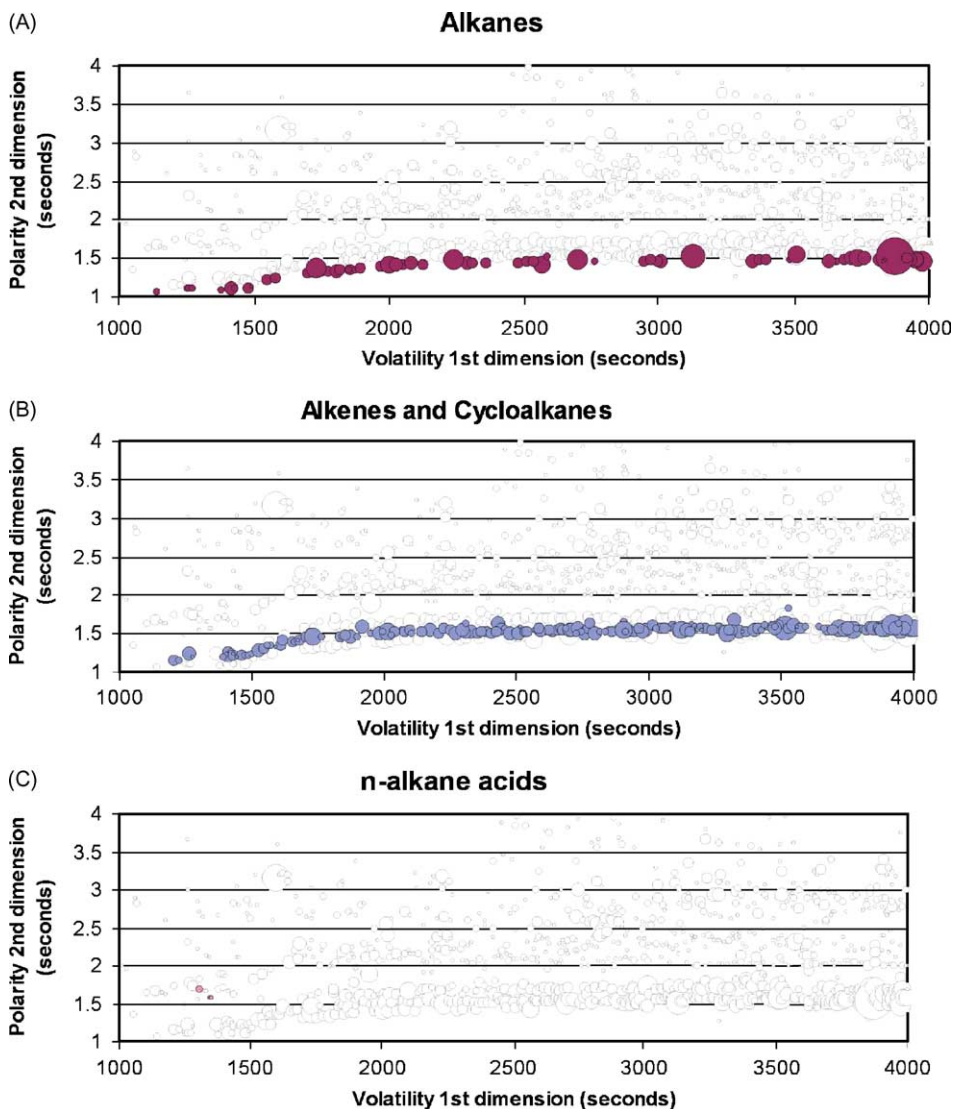 (A)
Alkanes
Polarity 2nd dimension
(seconds)
4
3.5
3
2.5
2
1.5
1
1000 1500 2000 2500 3000 3500 4000
Volatility 1st dimension (seconds)
(B)
Alkenes and Cycloalkanes
Polarity 2nd dimension
(seconds)
4
3.5
3
2.5
2
1.5
1
1000 1500 2000 2500 3000 3500 4000
Volatility 1st dimension (seconds)
(C)
n-alkane acids
Polarity 2nd dimension
(seconds)
4
3.5
3
2.5
2
1.5
1
1000 1500 2000 2500 3000 3500 4000
Volatility 1st dimension (seconds)